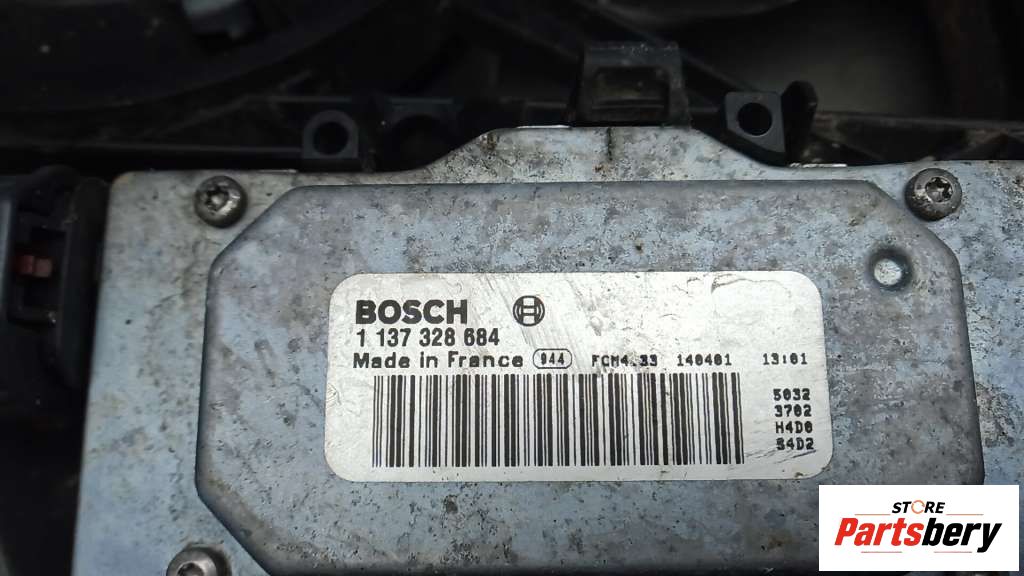 BOSCH
1 137 328 684
Made in France 944 FCM4.33 140401 13:01
5032
3702
H4D0
S4D2
STORE
Partsbery